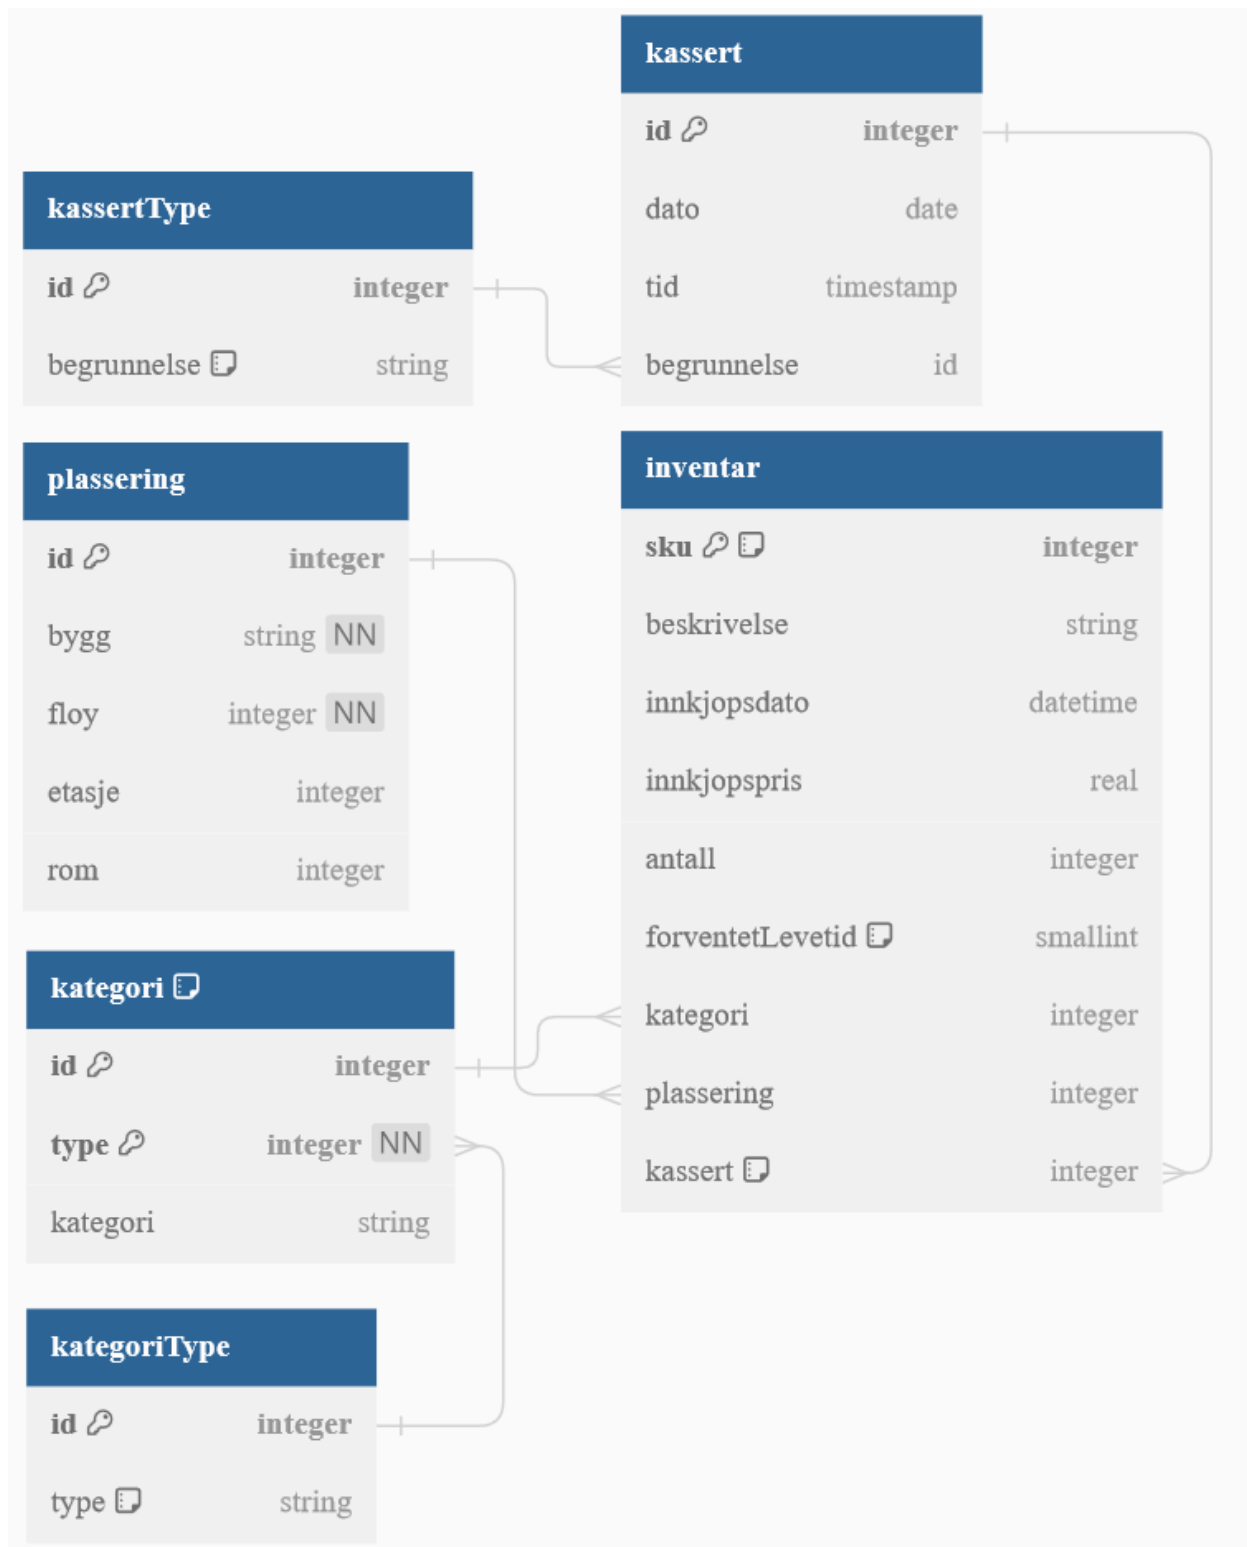 kassert
id integer
dato date
tid timestamp
begrunnelse id
kassertType
id integer
begrunnelse string
plassering
id integer
bygg string NN
floy integer NN
etasje integer
rom integer
inventar
sku integer
beskrivelse string
innkjopsdato datetime
innkjopspris real
antall integer
forventetLevetid smallint
kategori integer
plassering integer
kassert integer
kategori
id integer
type integer NN
kategori string
kategoriType
id integer
type string